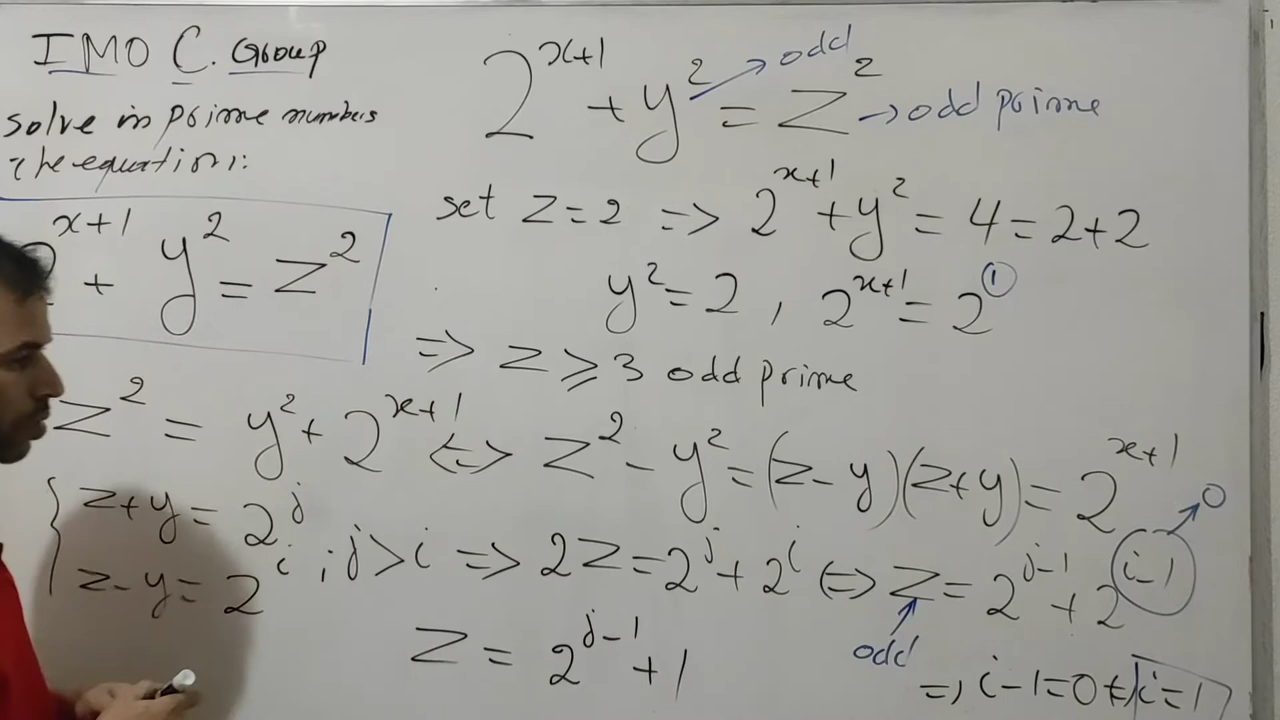 IMO C. Group
solve in prime numbers
the equation:
2^{x+1} + y^2 = z^2
2^{x+1} + y^2 = z^2
→ odd
→ odd prime
set z=2 => 2^{x+1} + y^2 = 4 = 2+2
y^2 = 2 , 2^{x+1} = 2^{1}
=> z ≥ 3 odd prime
z^2 = y^2 + 2^{x+1} <=> z^2 - y^2 = (z-y)(z+y) = 2^{x+1}
{ z+y = 2^j
z-y = 2^i ; j>i => 2z = 2^j + 2^i <=> z = 2^{j-1} + 2^{i-1}
→ 0
odd
z = 2^{j-1} + 1
=> i-1=0 <=> i=1